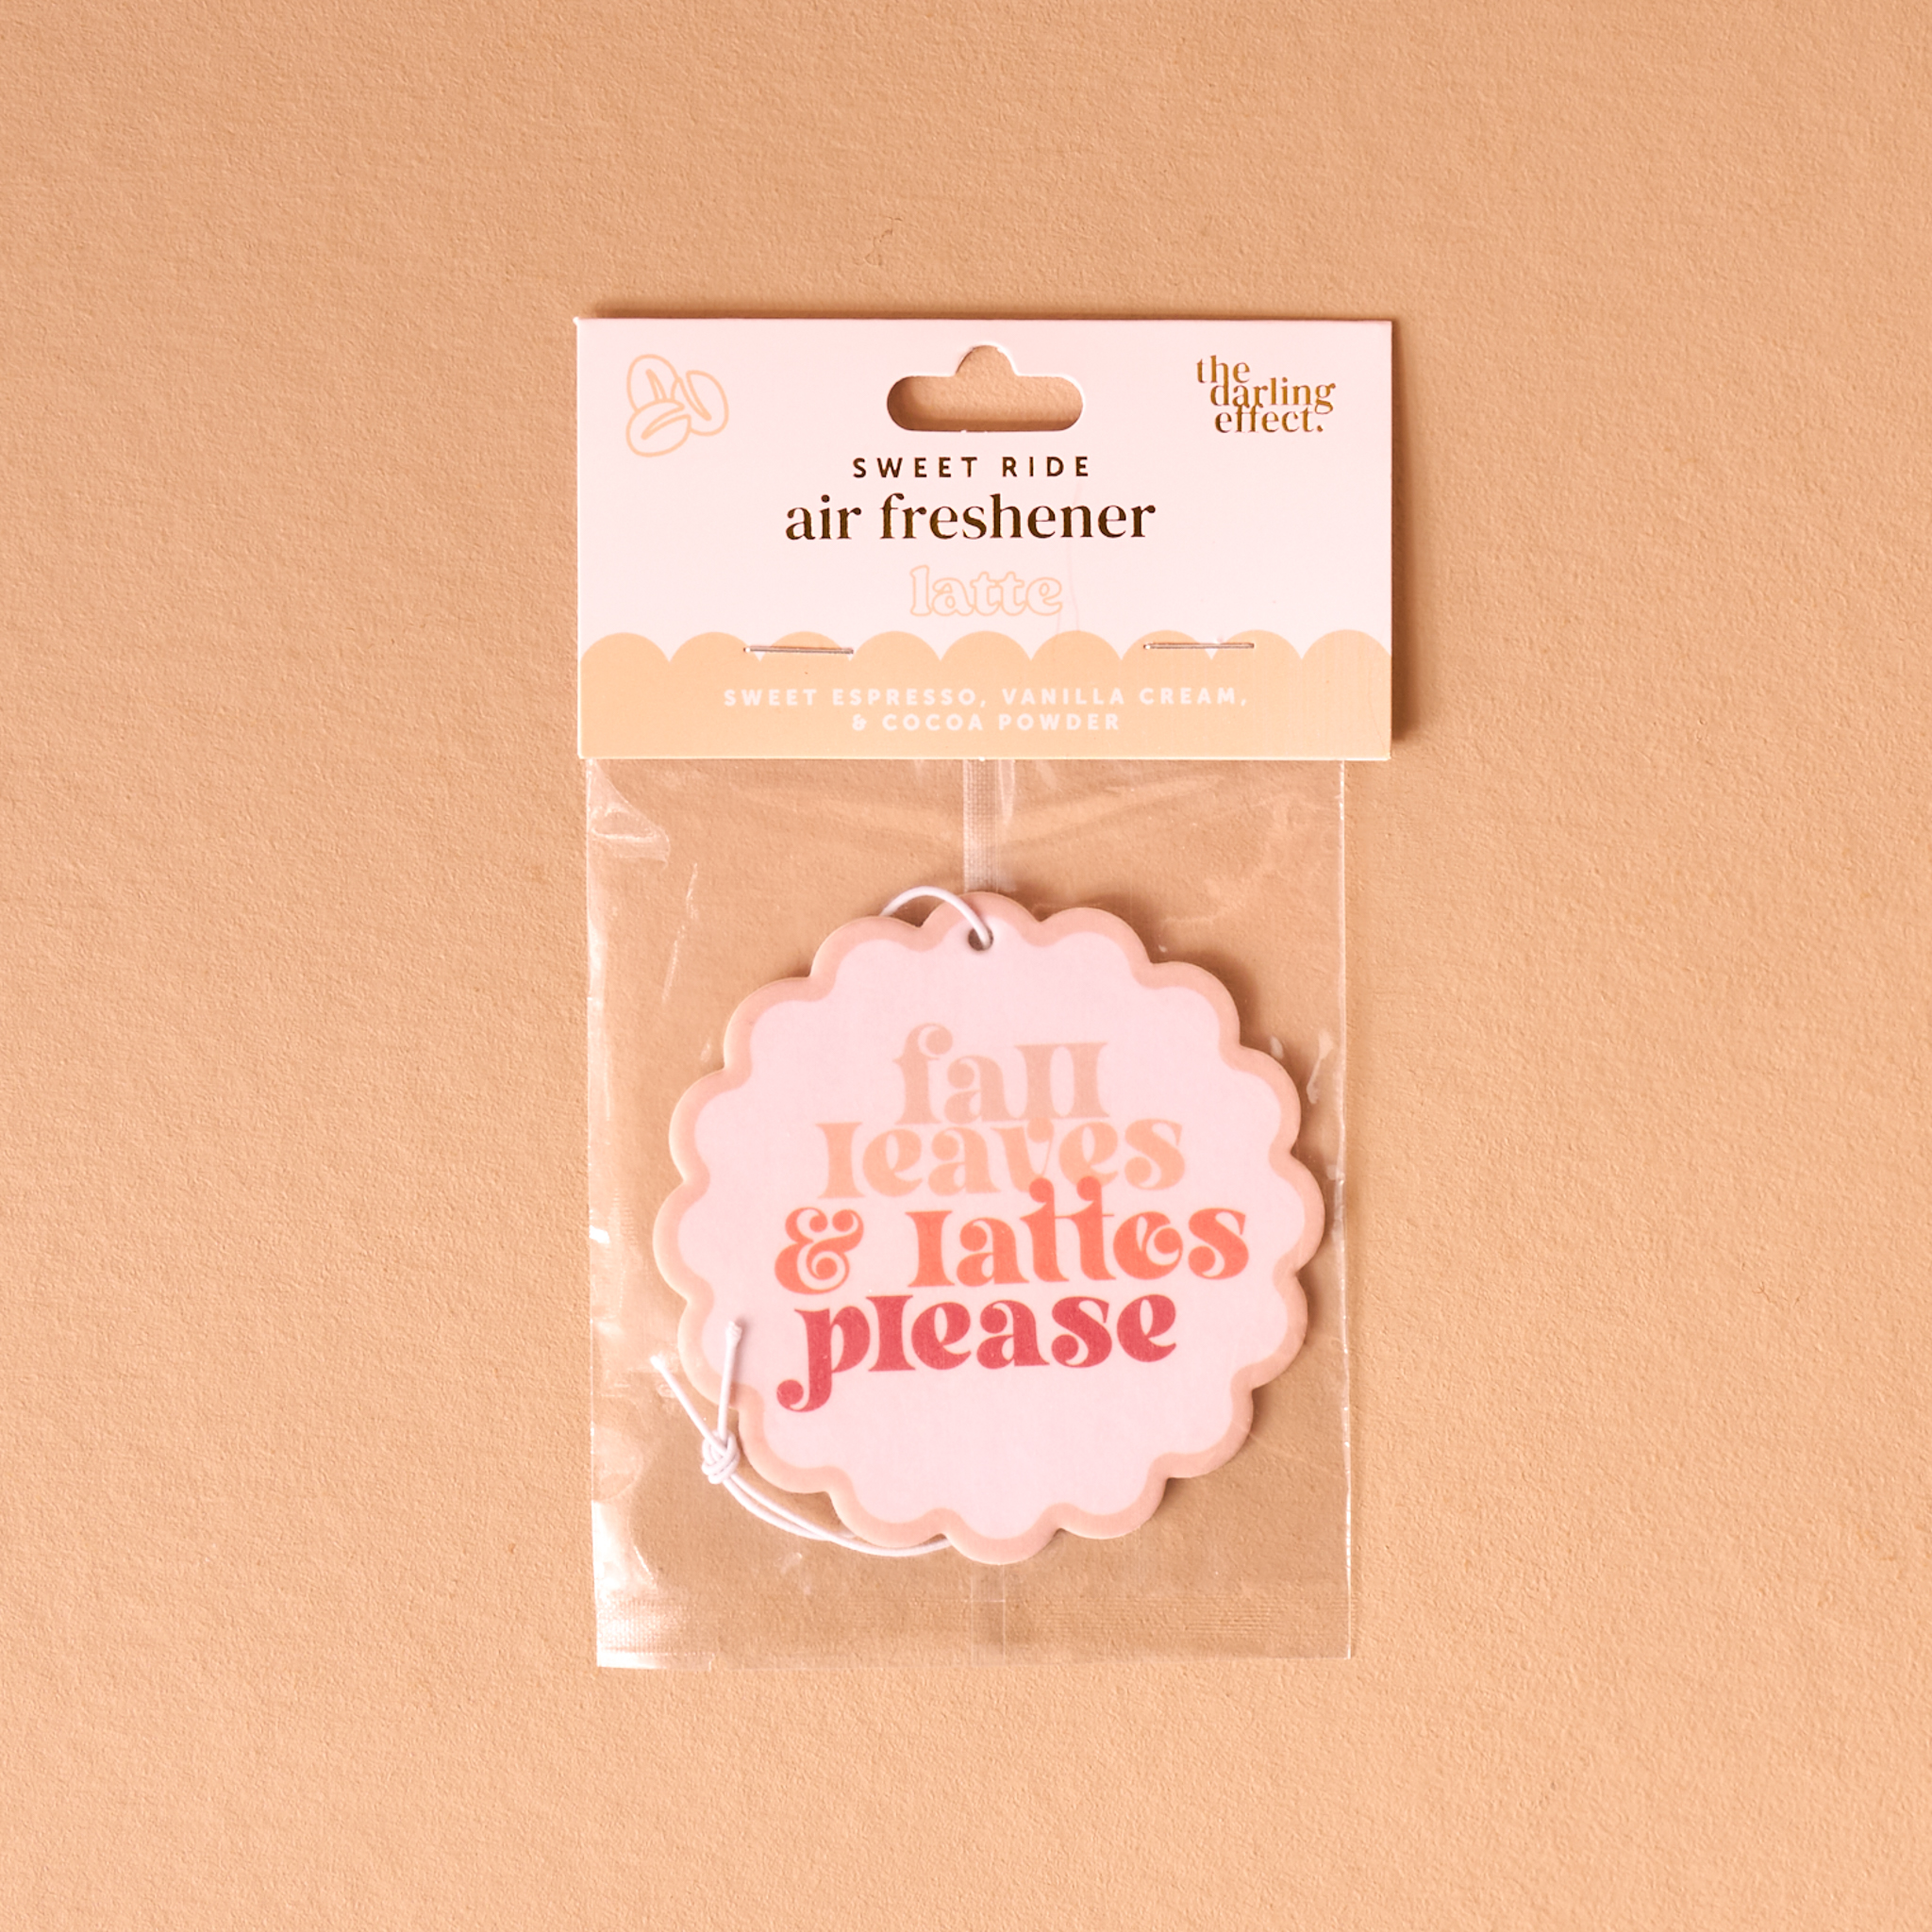 the
darling
effect.
SWEET RIDE
air freshener
latte
SWEET ESPRESSO, VANILLA CREAM,
& COCOA POWDER
fall
leaves
& lattes
please